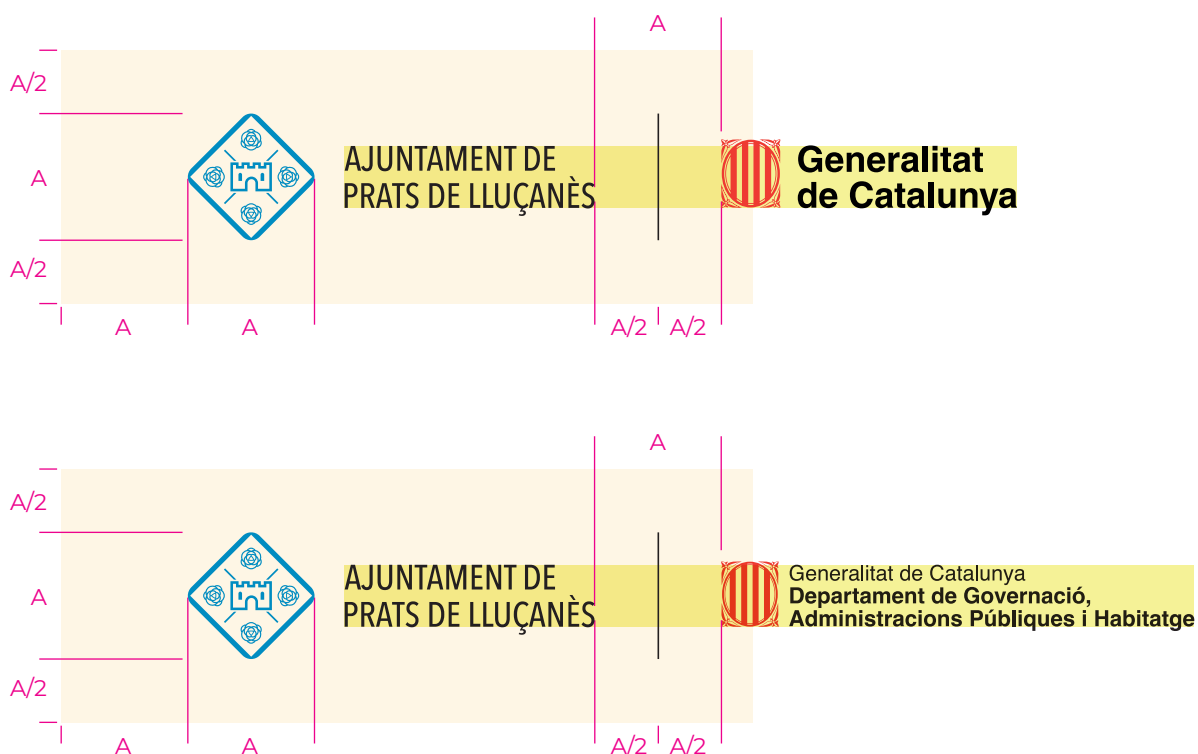 A
A/2
A
A/2
AJUNTAMENT DE
PRATS DE LLUÇANÈS
Generalitat
de Catalunya
A
A
A/2
A/2
A
A/2
A
A/2
AJUNTAMENT DE
PRATS DE LLUÇANÈS
Generalitat de Catalunya
Departament de Governació,
Administracions Públiques i Habitatge
A
A
A/2
A/2